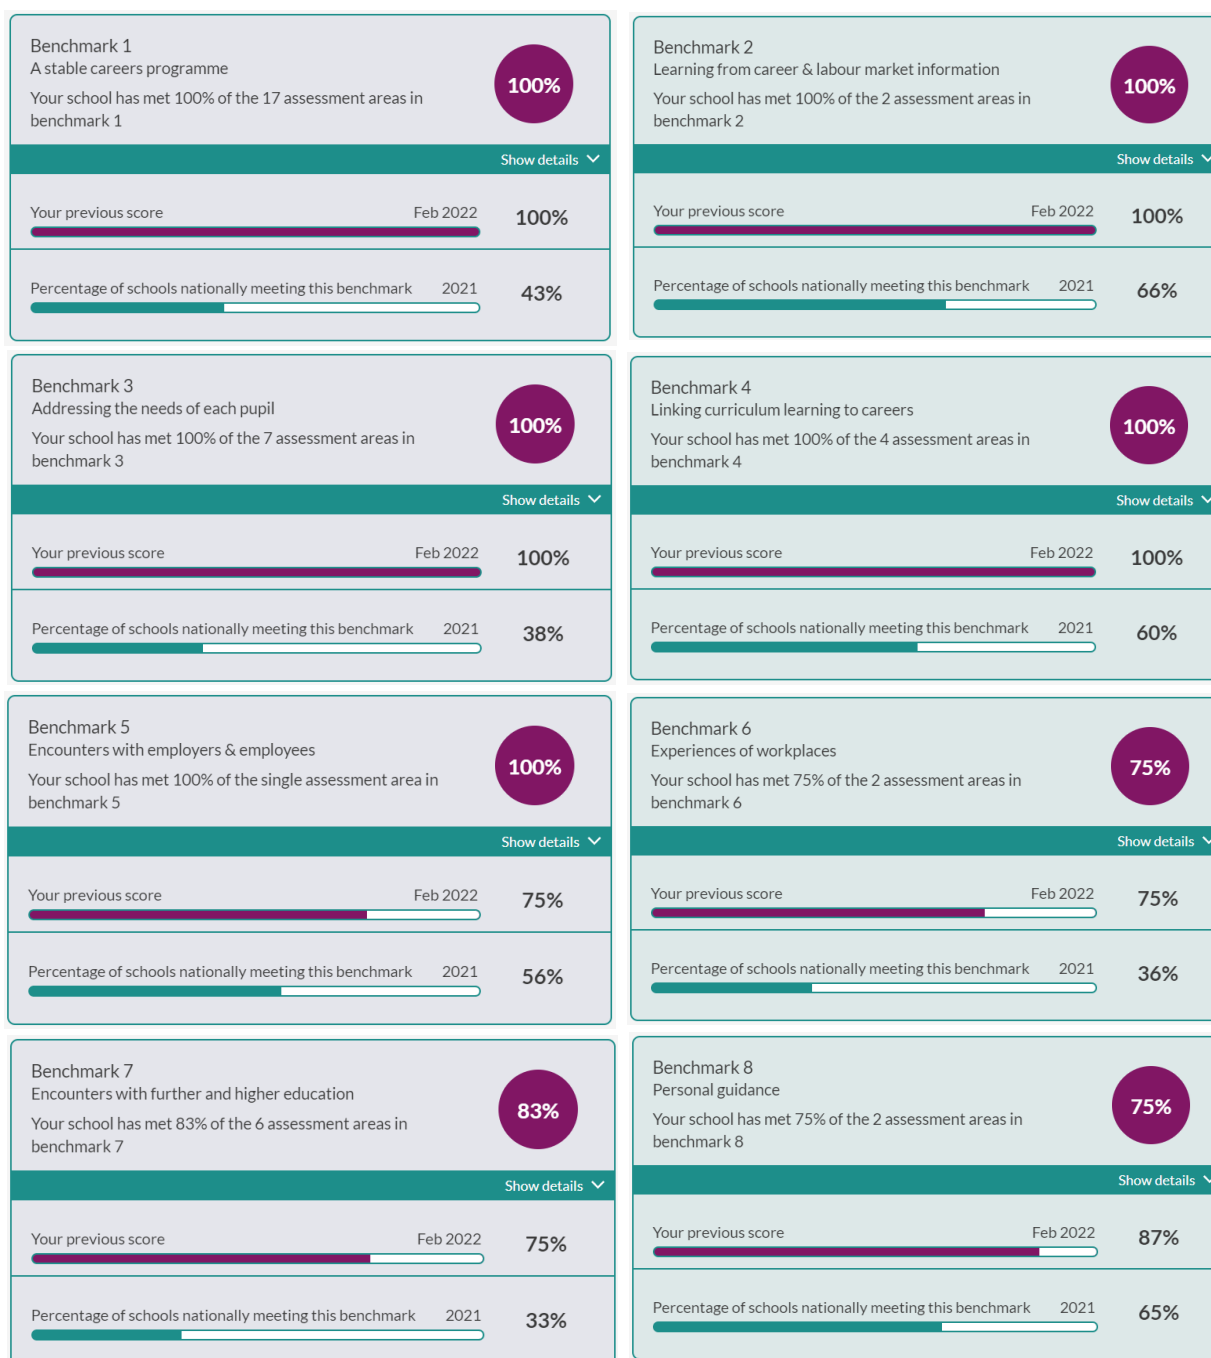 Benchmark 1
A stable careers programme
Your school has met 100% of the 17 assessment areas in
benchmark 1
100%
Show details
Your previous score Feb 2022 100%
Percentage of schools nationally meeting this benchmark 2021 43%
Benchmark 2
Learning from career & labour market information
Your school has met 100% of the 2 assessment areas in
benchmark 2
100%
Show details
Your previous score Feb 2022 100%
Percentage of schools nationally meeting this benchmark 2021 66%
Benchmark 3
Addressing the needs of each pupil
Your school has met 100% of the 7 assessment areas in
benchmark 3
100%
Show details
Your previous score Feb 2022 100%
Percentage of schools nationally meeting this benchmark 2021 38%
Benchmark 4
Linking curriculum learning to careers
Your school has met 100% of the 4 assessment areas in
benchmark 4
100%
Show details
Your previous score Feb 2022 100%
Percentage of schools nationally meeting this benchmark 2021 60%
Benchmark 5
Encounters with employers & employees
Your school has met 100% of the single assessment area in
benchmark 5
100%
Show details
Your previous score Feb 2022 75%
Percentage of schools nationally meeting this benchmark 2021 56%
Benchmark 6
Experiences of workplaces
Your school has met 75% of the 2 assessment areas in
benchmark 6
75%
Show details
Your previous score Feb 2022 75%
Percentage of schools nationally meeting this benchmark 2021 36%
Benchmark 7
Encounters with further and higher education
Your school has met 83% of the 6 assessment areas in
benchmark 7
83%
Show details
Your previous score Feb 2022 75%
Percentage of schools nationally meeting this benchmark 2021 33%
Benchmark 8
Personal guidance
Your school has met 75% of the 2 assessment areas in
benchmark 8
75%
Show details
Your previous score Feb 2022 87%
Percentage of schools nationally meeting this benchmark 2021 65%